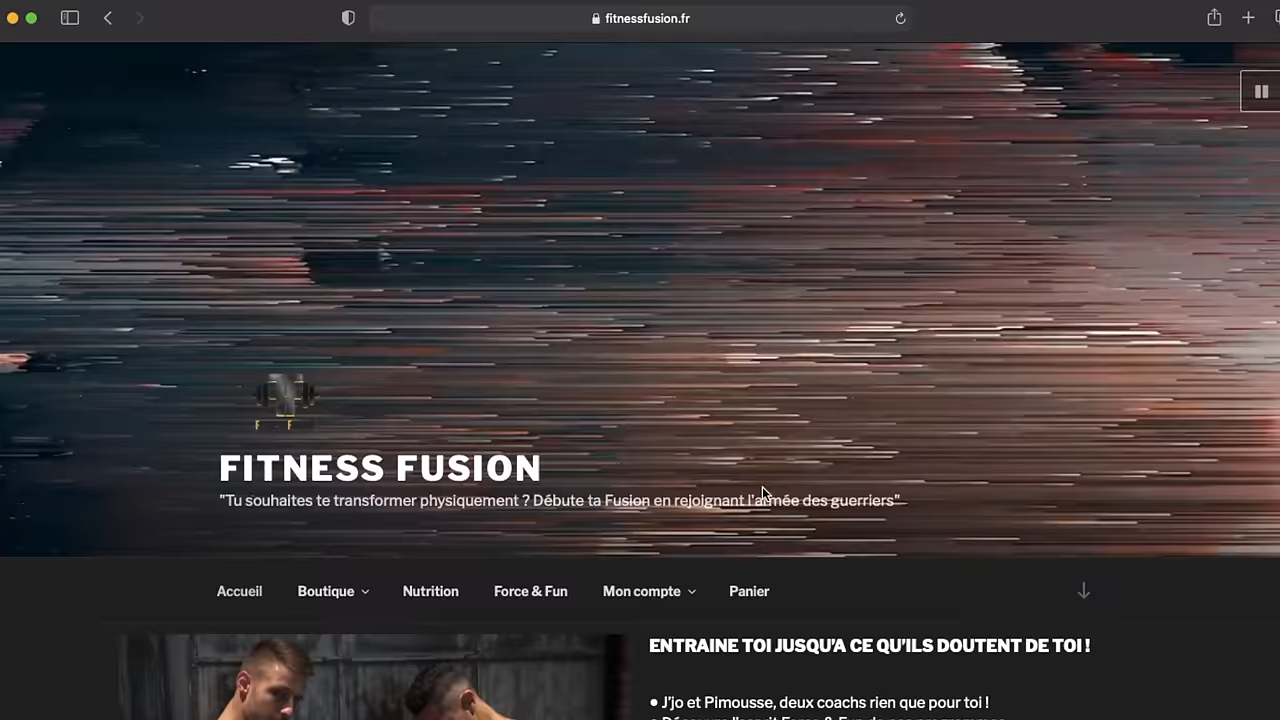 fitnessfusion.fr
F F
FITNESS FUSION
"Tu souhaites te transformer physiquement ? Débute ta Fusion en rejoignant l'armée des guerriers"
Accueil Boutique Nutrition Force & Fun Mon compte Panier
ENTRAINE TOI JUSQU'A CE QU'ILS DOUTENT DE TOI !
● J'jo et Pimousse, deux coachs rien que pour toi !